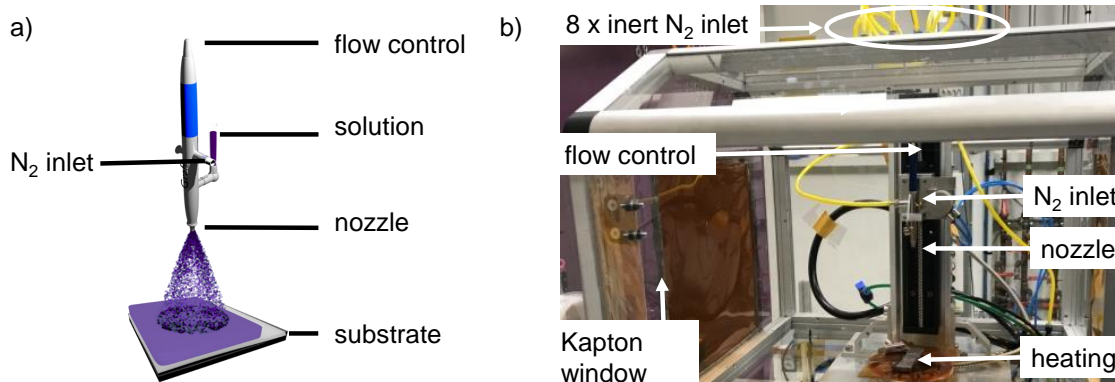 a)
flow control
solution
N₂ inlet
nozzle
substrate
b)
8 x inert N₂ inlet
flow control
N₂ inlet
nozzle
Kapton
window
heating